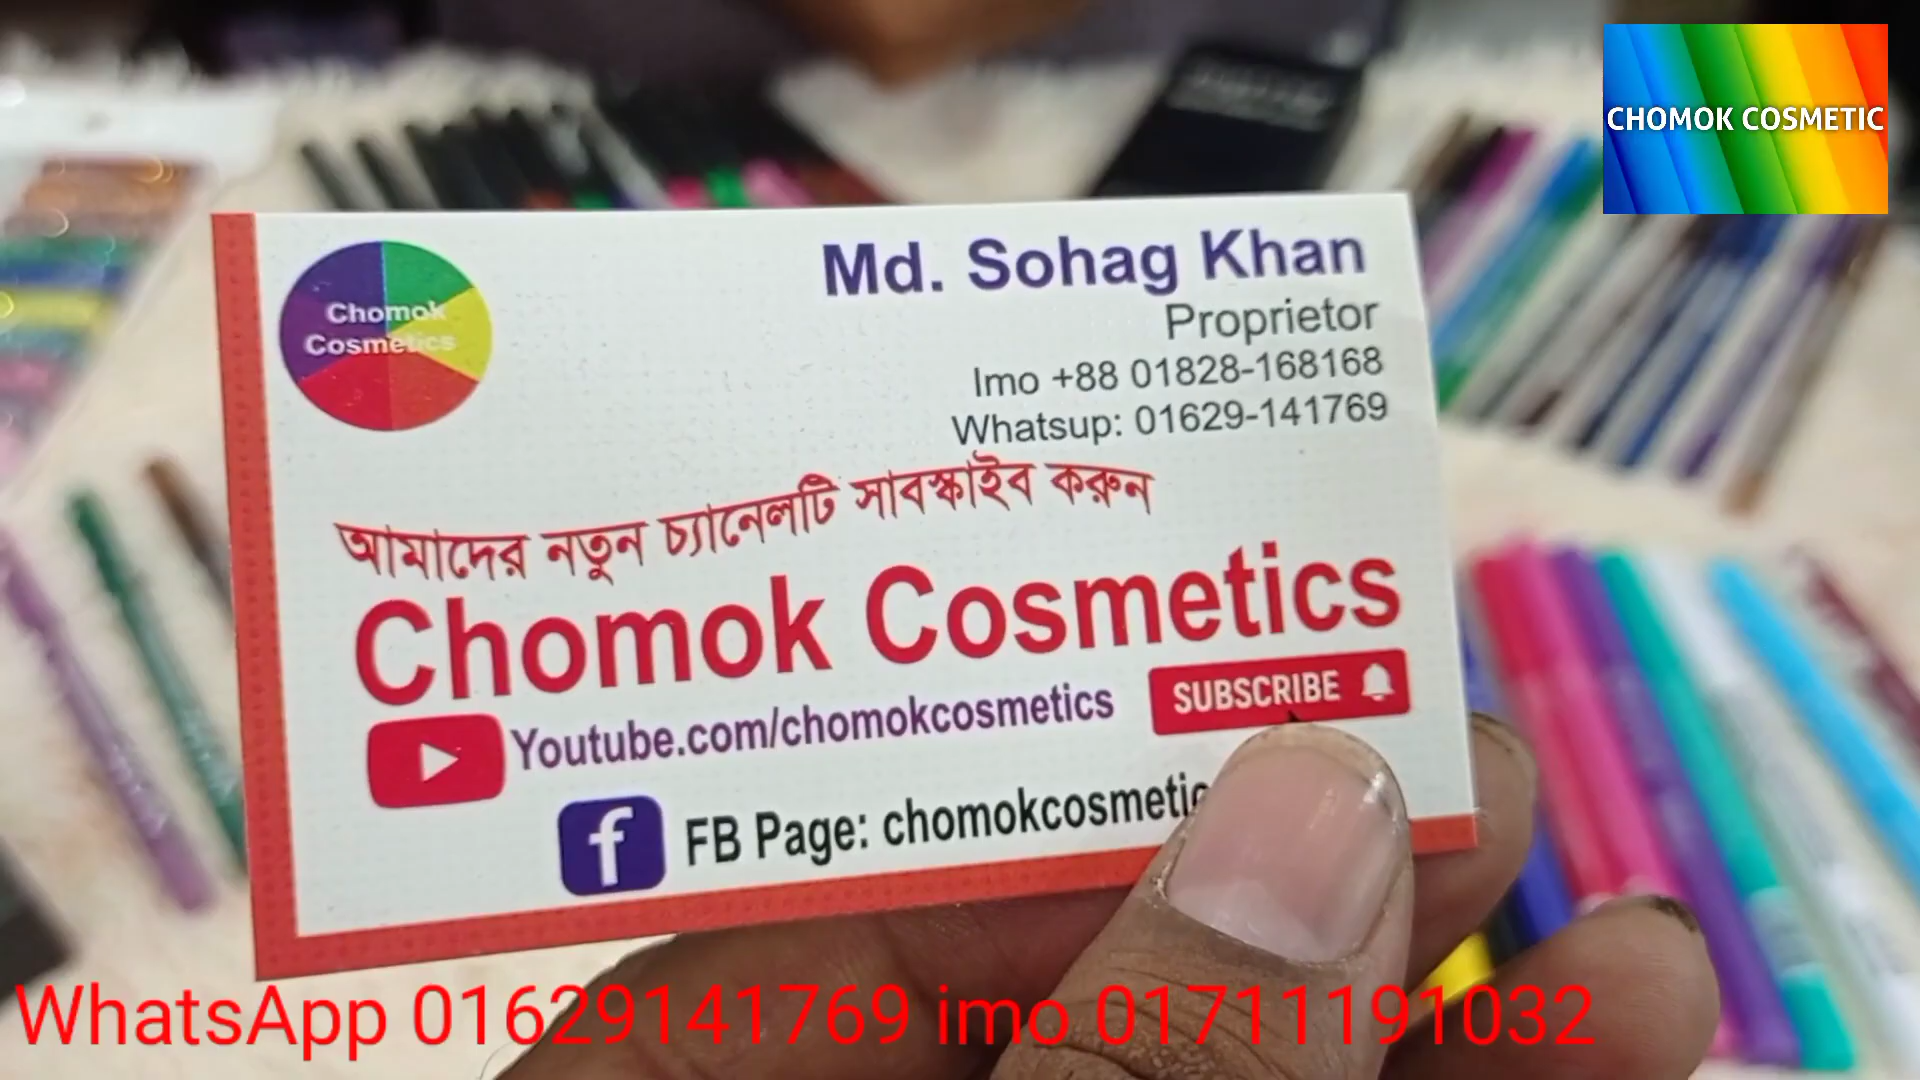 CHOMOK COSMETIC
Chomok
Cosmetics
Md. Sohag Khan
Proprietor
Imo +88 01828-168168
Whatsup: 01629-141769
আমাদের নতুন চ্যানেলটি সাবস্কাইব করুন
Chomok Cosmetics
Youtube.com/chomokcosmetics
SUBSCRIBE
f FB Page: chomokcosmetic
WhatsApp 01629141769 imo 01711191032